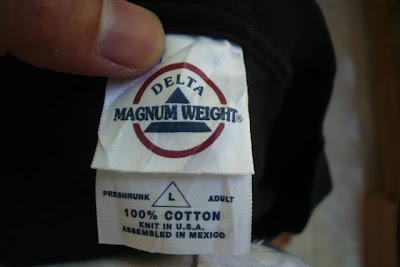 DELTA
MAGNUM WEIGHT®
PRESHRUNK L ADULT
100% COTTON
KNIT IN U.S.A.
ASSEMBLED IN MEXICO